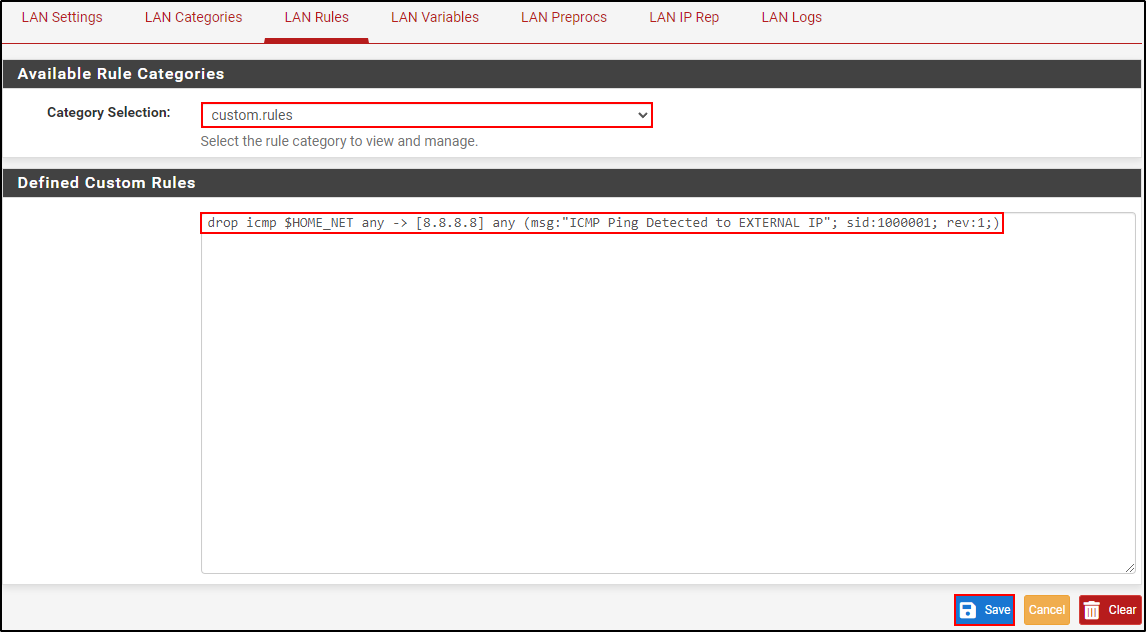 LAN Settings LAN Categories LAN Rules LAN Variables LAN Preprocs LAN IP Rep LAN Logs
Available Rule Categories
Category Selection: custom.rules
Select the rule category to view and manage.
Defined Custom Rules
drop icmp $HOME_NET any -> [8.8.8.8] any (msg:"ICMP Ping Detected to EXTERNAL IP"; sid:1000001; rev:1;)
Save Cancel Clear